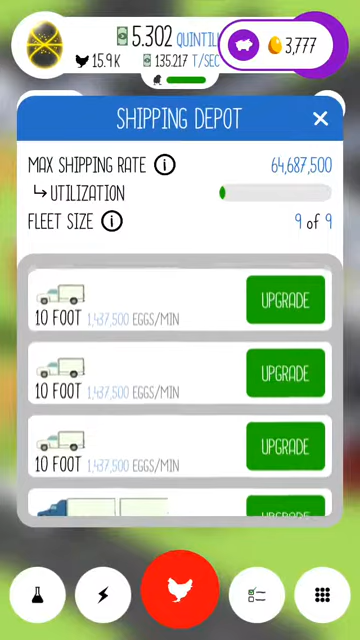 5.302 QUINTIL
15.9K 135.217 T/SEC
3,777
SHIPPING DEPOT
MAX SHIPPING RATE 64,687,500
UTILIZATION
FLEET SIZE 9 of 9
10 FOOT 1,437,500 EGGS/MIN UPGRADE
10 FOOT 1,437,500 EGGS/MIN UPGRADE
10 FOOT 1,437,500 EGGS/MIN UPGRADE
UPGRADE